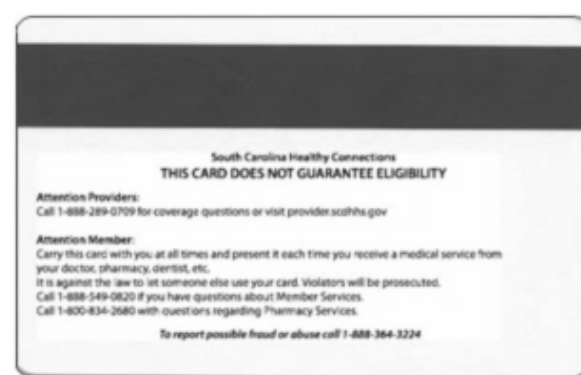 South Carolina Healthy Connections
THIS CARD DOES NOT GUARANTEE ELIGIBILITY
Attention Providers:
Call 1-888-289-0709 for coverage questions or visit provider.scdhhs.gov
Attention Member:
Carry this card with you at all times and present it each time you receive a medical service from
your doctor, pharmacy, dentist, etc.
It is against the law to let someone else use your card. Violators will be prosecuted.
Call 1-888-549-0820 if you have questions about Member Services.
Call 1-800-834-2680 with questions regarding Pharmacy Services.
To report possible fraud or abuse call 1-888-364-3224